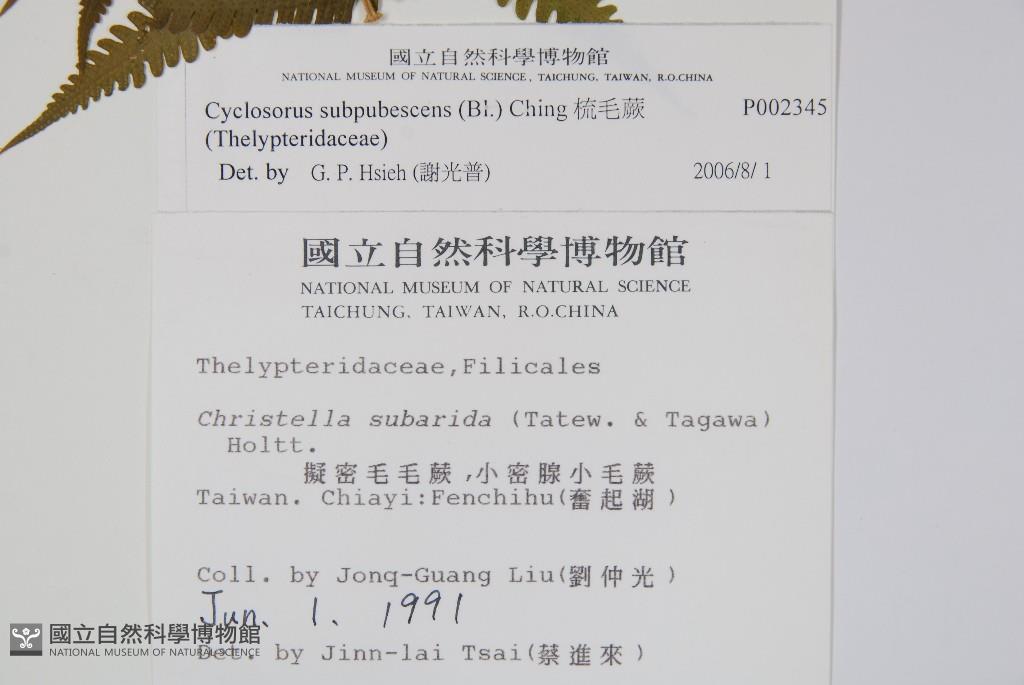 國立自然科學博物館
NATIONAL MUSEUM OF NATURAL SCIENCE, TAICHUNG, TAIWAN, R.O.CHINA
Cyclosorus subpubescens (Bl.) Ching 梳毛蕨 P002345
(Thelypteridaceae)
Det. by G. P. Hsieh (謝光普) 2006/8/ 1
國立自然科學博物館
NATIONAL MUSEUM OF NATURAL SCIENCE
TAICHUNG, TAIWAN, R.O.CHINA
Thelypteridaceae,Filicales
Christella subarida (Tatew. & Tagawa)
Holtt.
擬密毛毛蕨,小密腺小毛蕨
Taiwan. Chiayi:Fenchihu(奮起湖)
Coll. by Jonq-Guang Liu(劉仲光)
Jun. 1. 1991
Det. by Jinn-lai Tsai(蔡進來)
國立自然科學博物館
NATIONAL MUSEUM OF NATURAL SCIENCE